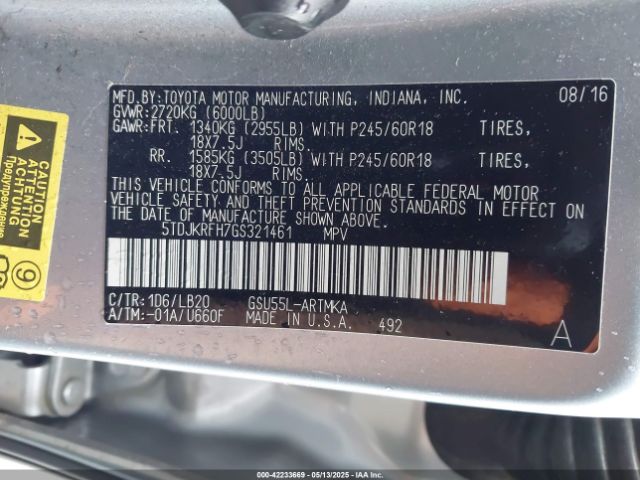 MFD.BY:TOYOTA MOTOR MANUFACTURING, INDIANA, INC. 08/16
GVWR:2720KG (6000LB)
GAWR:FRT. 1340KG (2955LB) WITH P245/60R18 TIRES,
18X7.5J RIMS.
RR. 1585KG (3505LB) WITH P245/60R18 TIRES,
18X7.5J RIMS.
THIS VEHICLE CONFORMS TO ALL APPLICABLE FEDERAL MOTOR
VEHICLE SAFETY AND THEFT PREVENTION STANDARDS IN EFFECT
ON THE DATE OF MANUFACTURE SHOWN ABOVE.
5TDJKRFH7GS321461 MPV
C/TR:1D6/LB20 GSU55L-ARTMKA
A/TM:-01A/U660F MADE IN U.S.A. 492
A
CAUTION
ATTENTION
ACHTUNG
Предупреждение
9
000-42233669 05/13/2025 IAAI.COM